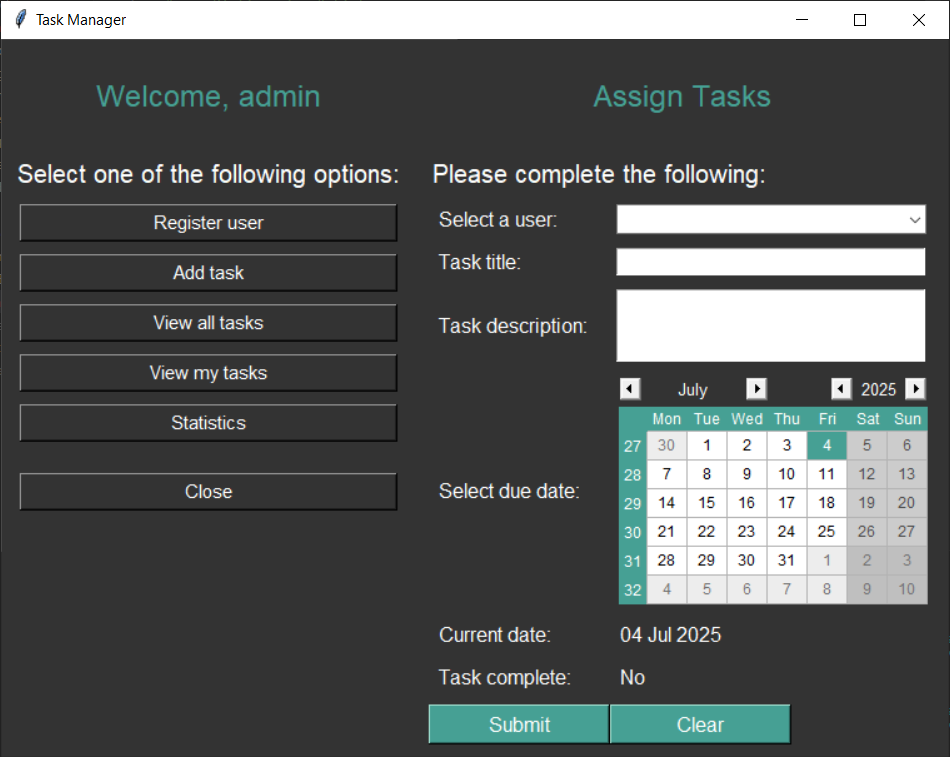 Task Manager
Welcome, admin
Select one of the following options:
Register user
Add task
View all tasks
View my tasks
Statistics
Close
Assign Tasks
Please complete the following:
Select a user:
Task title:
Task description:
Select due date:
July 2025
Mon Tue Wed Thu Fri Sat Sun
27 30 1 2 3 4 5 6
28 7 8 9 10 11 12 13
29 14 15 16 17 18 19 20
30 21 22 23 24 25 26 27
31 28 29 30 31 1 2 3
32 4 5 6 7 8 9 10
Current date: 04 Jul 2025
Task complete: No
Submit Clear